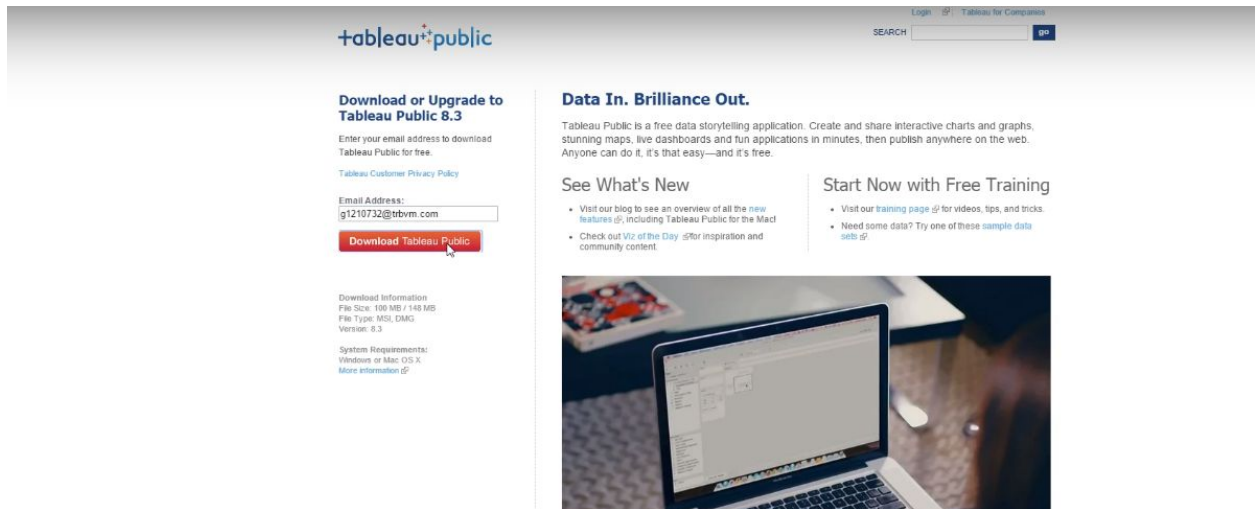 Login | Tableau for Companies
tableau public
SEARCH go
Download or Upgrade to
Tableau Public 8.3
Enter your email address to download
Tableau Public for free.
Tableau Customer Privacy Policy
Email Address:
g1210732@trbvm.com
Download Tableau Public
Download Information
File Size: 100 MB / 148 MB
File Type: MSI, DMG
Version: 8.3
System Requirements:
Windows or Mac OS X
More information
Data In. Brilliance Out.
Tableau Public is a free data storytelling application. Create and share interactive charts and graphs,
stunning maps, live dashboards and fun applications in minutes, then publish anywhere on the web.
Anyone can do it, it's that easy—and it's free.
See What's New
• Visit our blog to see an overview of all the new
features, including Tableau Public for the Mac!
• Check out Viz of the Day for inspiration and
community content.
Start Now with Free Training
• Visit our training page for videos, tips, and tricks.
• Need some data? Try one of these sample data
sets.